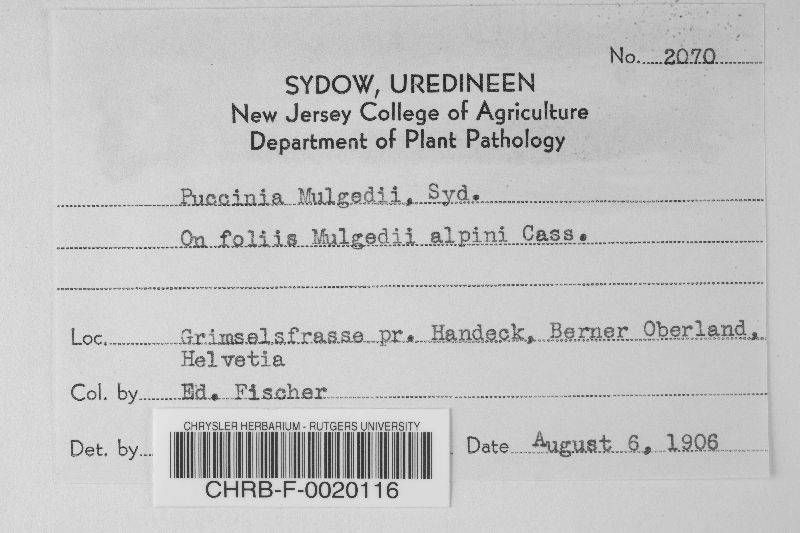 No. 2070
SYDOW, UREDINEEN
New Jersey College of Agriculture
Department of Plant Pathology
Puccinia Mulgedii, Syd.
On foliis Mulgedii alpini Cass.
Loc. Grimselsfrasse pr. Handeck, Berner Oberland,
Helvetia
Col. by Ed. Fischer
Det. by
Date August 6, 1906
CHRYSLER HERBARIUM - RUTGERS UNIVERSITY
CHRB-F-0020116